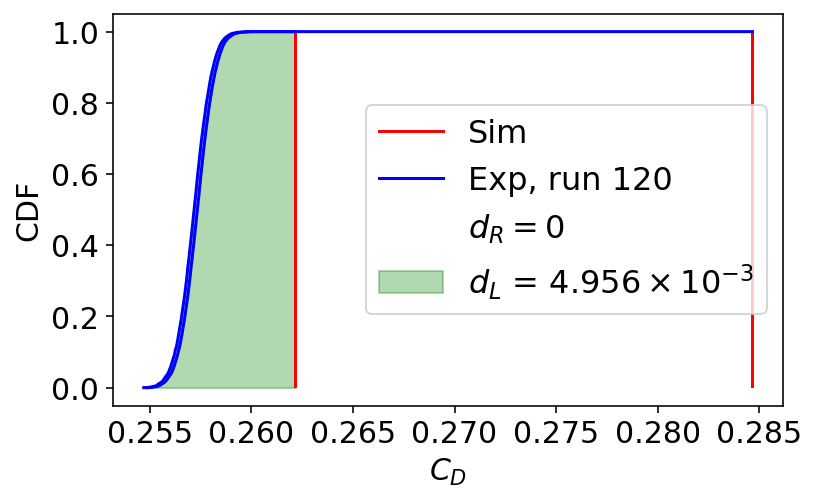 1.0
0.8
0.6
0.4
0.2
0.0
CDF
Sim
Exp, run 120
$d_R = 0$
$d_L$ = $4.956 \times 10^{-3}$
0.255 0.260 0.265 0.270 0.275 0.280 0.285
$C_D$